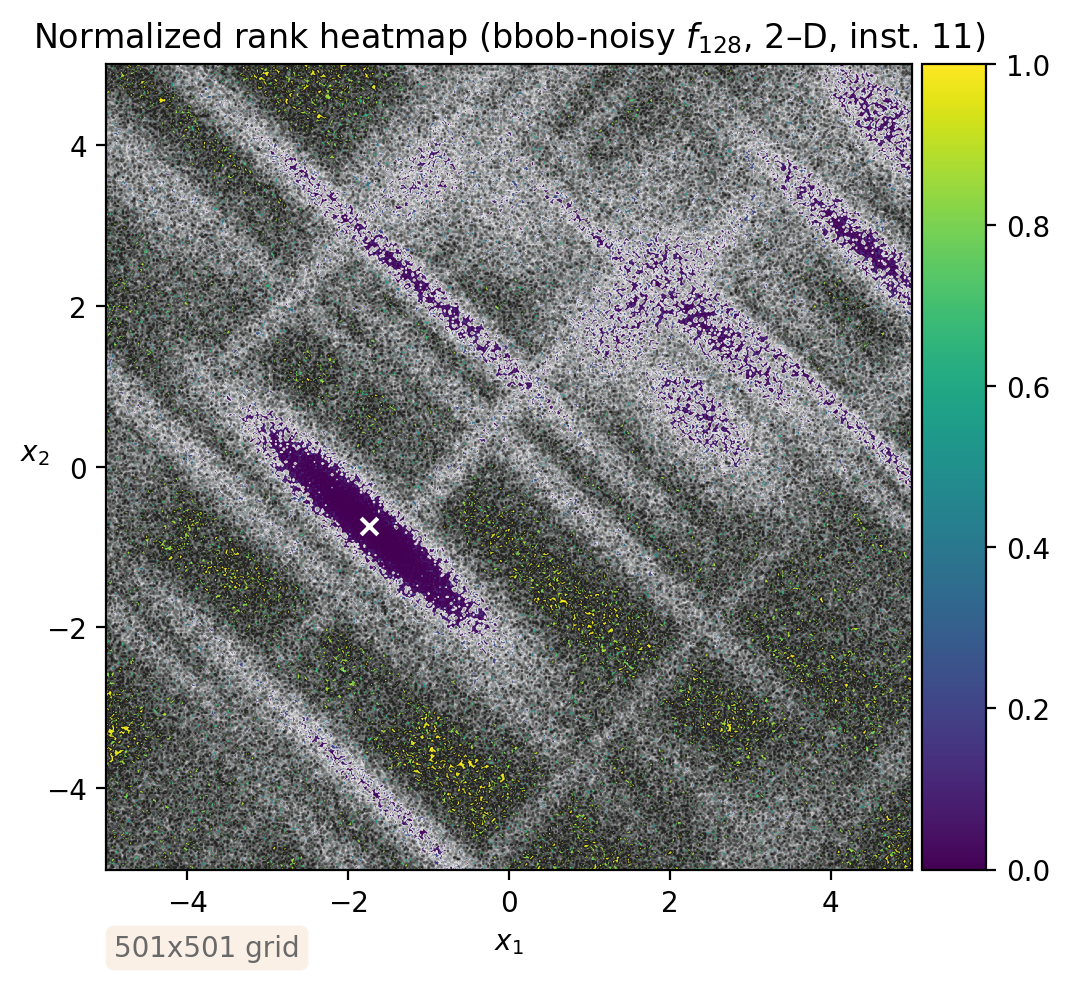 Normalized rank heatmap (bbob-noisy f128, 2–D, inst. 11)
1.0
4
0.8
2
0.6
x2
0
0.4
−2
0.2
−4
0.0
−4 −2 0 2 4
x1
501x501 grid